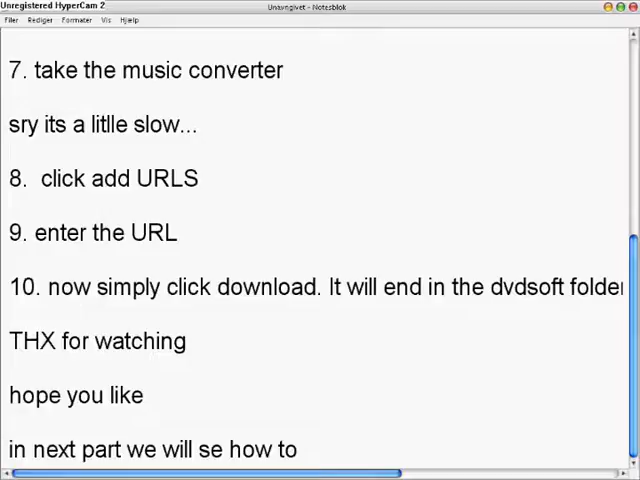 Unregistered HyperCam 2
Unavngivet - Notesblok
Filer Rediger Formater Vis Hjælp
7. take the music converter
sry its a litlle slow...
8.  click add URLS
9. enter the URL
10. now simply click download. It will end in the dvdsoft folder
THX for watching
hope you like
in next part we will se how to